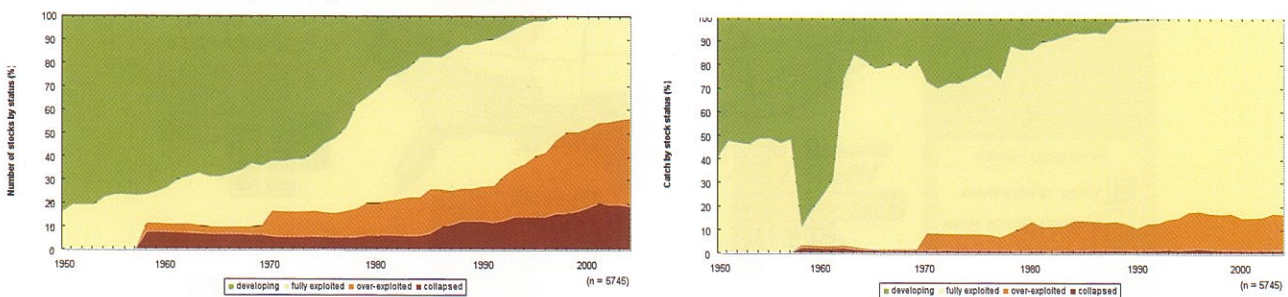 Number of stocks by status (%)
100
90
80
70
60
50
40
30
20
10
0
1950 1960 1970 1980 1990 2000
(n = 5745)
developing fully exploited over-exploited collapsed
Catch by stock status (%)
100
90
80
70
60
50
40
30
20
10
0
1950 1960 1970 1980 1990 2000
(n = 5745)
developing fully exploited over-exploited collapsed